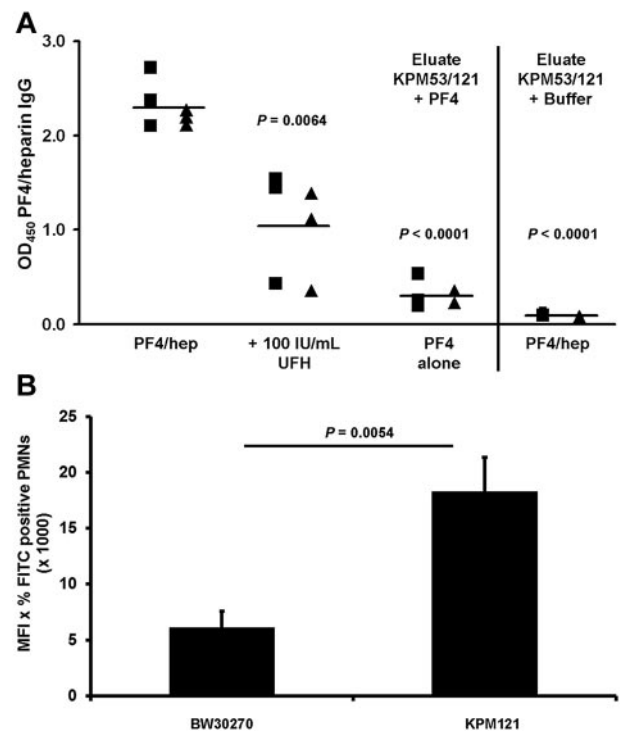 A
OD450 PF4/heparin IgG
3.0
2.0
1.0
0.0
P = 0.0064
Eluate
KPM53/121
+ PF4
P < 0.0001
Eluate
KPM53/121
+ Buffer
P < 0.0001
PF4/hep
+ 100 IU/mL
UFH
PF4
alone
PF4/hep
B
MFI x % FITC positive PMNs
(x 1000)
25
20
15
10
5
0
P = 0.0054
BW30270
KPM121